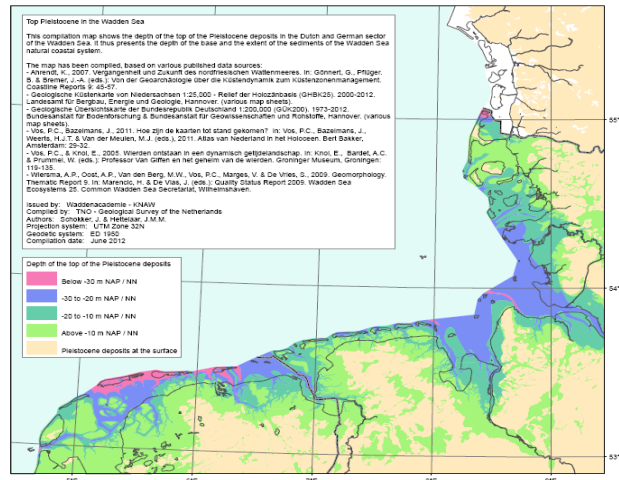 Top Pleistocene in the Wadden Sea
This compilation map shows the depth of the top of the Pleistocene deposits in the Dutch and German sector
of the Wadden Sea. It thus presents the depth of the base and the extent of the sediments of the Wadden Sea
natural coastal system.
The map has been compiled, based on various published data sources:
- Ahrendt, K., 2007. Vergangenheit und Zukunft des nordfriesischen Wattenmeeres. In: Gönnert, G., Pflüger,
B. & Bremer, J.-A. (eds.): Von der Geoarchäologie über die Küstendynamik zum Küstenzonenmanagement.
Coastline Reports 9: 45-57.
- Geologische Küstenkarte von Niedersachsen 1:25,000 - Relief der Holozänbasis (GHBK25). 2000-2012.
Landesamt für Bergbau, Energie und Geologie, Hannover. (various map sheets).
- Geologische Übersichtskarte der Bundesrepublik Deutschland 1:200,000 (GÜK200). 1973-2012.
Bundesanstalt für Bodenforschung & Bundesanstalt für Geowissenschaften und Rohstoffe, Hannover. (various
map sheets).
- Vos, P.C., Bazelmans, J., 2011. Hoe zijn de kaarten tot stand gekomen? In: Vos, P.C., Bazelmans, J.,
Weerts, H.J.T. & Van der Meulen, M.J. (eds.), 2011. Atlas van Nederland in het Holoceen. Bert Bakker,
Amsterdam: 29-32.
- Vos, P.C., & Knol, E., 2005. Wierden ontstaan in een dynamisch getijdenlandschap. In: Knol, E., Bardet, A.C.
& Prummel, W. (eds.): Professor Van Giffen en het geheim van de wierden. Groninger Museum, Groningen:
119-135.
- Wiersma, A.P., Oost, A.P., Van den Berg, M.W., Vos, P.C., Marges, V. & De Vries, S., 2009. Geomorphology.
Thematic Report 9. In: Marencic, H. & De Vlas, J. (eds.): Quality Status Report 2009. Wadden Sea
Ecosystems 25. Common Wadden Sea Secretariat, Wilhelmshaven.
Issued by: Waddenacademie - KNAW
Compiled by: TNO - Geological Survey of the Netherlands
Authors: Schokker, J. & Hettelaar, J.M.M.
Projection system: UTM Zone 32N
Geodetic system: ED 1950
Compilation date: June 2012
55°
Depth of the top of the Pleistocene deposits
Below -30 m NAP / NN
-30 to -20 m NAP / NN
-20 to -10 m NAP / NN
Above -10 m NAP / NN
Pleistocene deposits at the surface
54°
53°